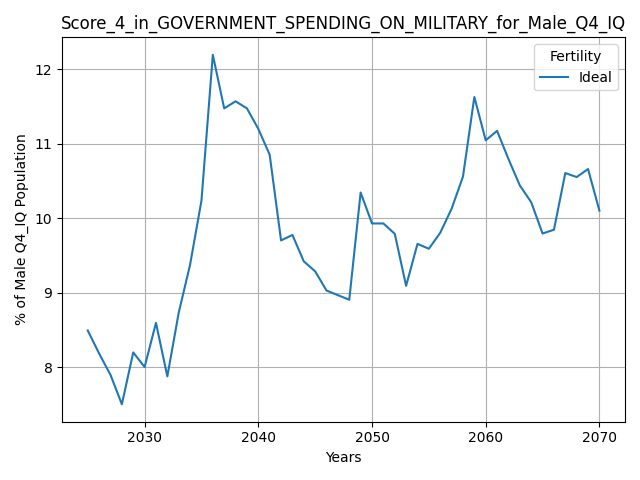 Score_4_in_GOVERNMENT_SPENDING_ON_MILITARY_for_Male_Q4_IQ
Fertility
Ideal
12
11
10
9
8
% of Male Q4_IQ Population
2030
2040
2050
2060
2070
Years